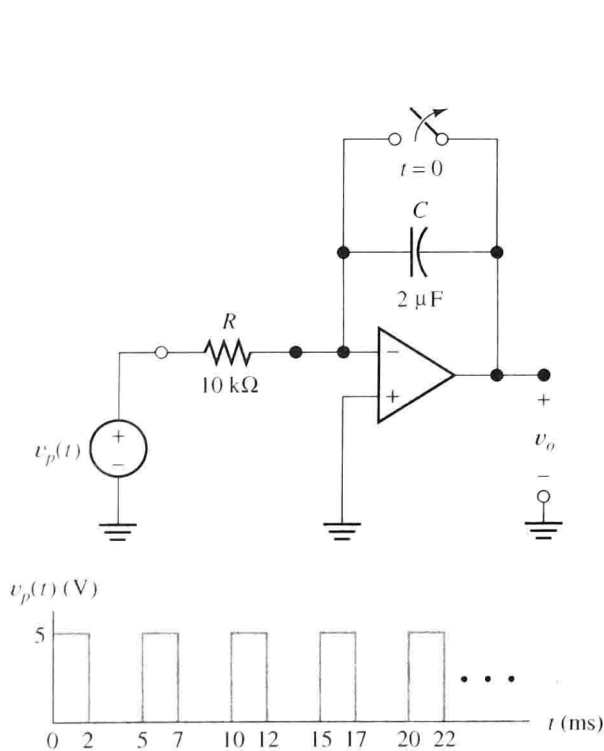 t = 0
C
2 μF
R
10 kΩ
−
+
v_p(t)
+
−
+
v_o
−
v_p(t) (V)
5
0 2 5 7 10 12 15 17 20 22
t (ms)